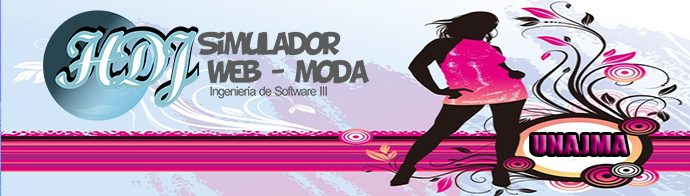 HDJ
SIMULADOR
WEB - MODA
Ingeniería de Software III
UNAJMA